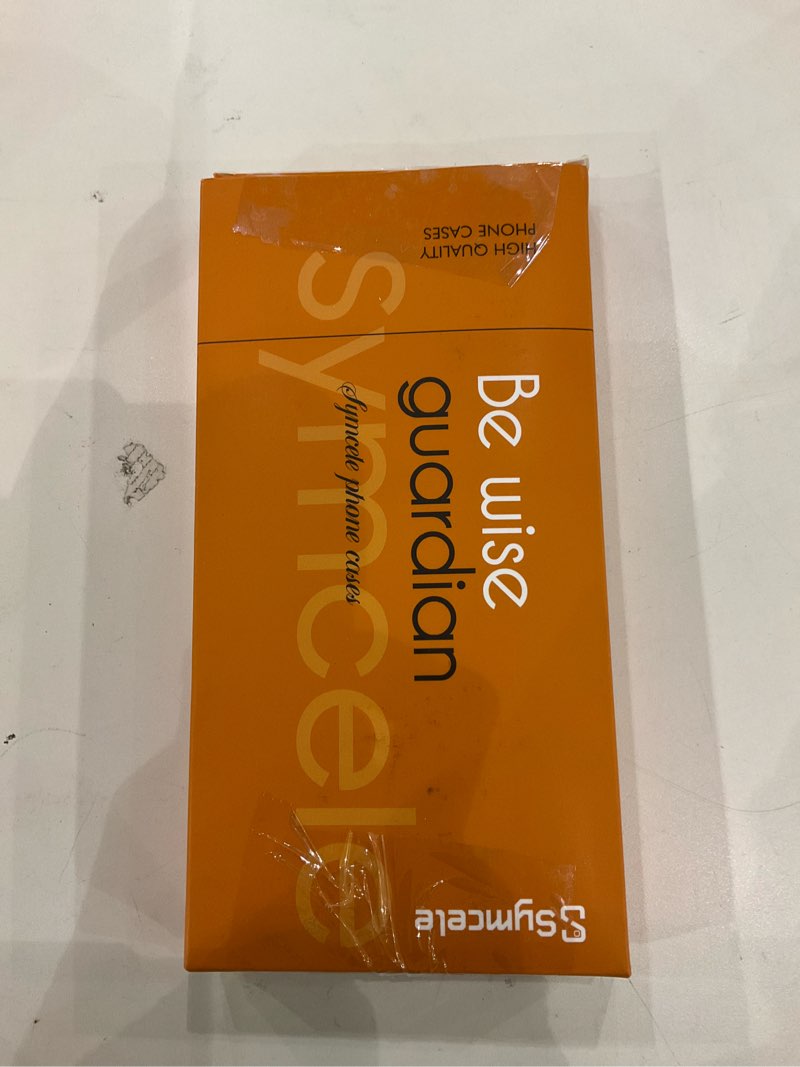 HIGH QUALITY
PHONE CASES
Be wise
guardian
Symcele phone cases
symcele
Symcele